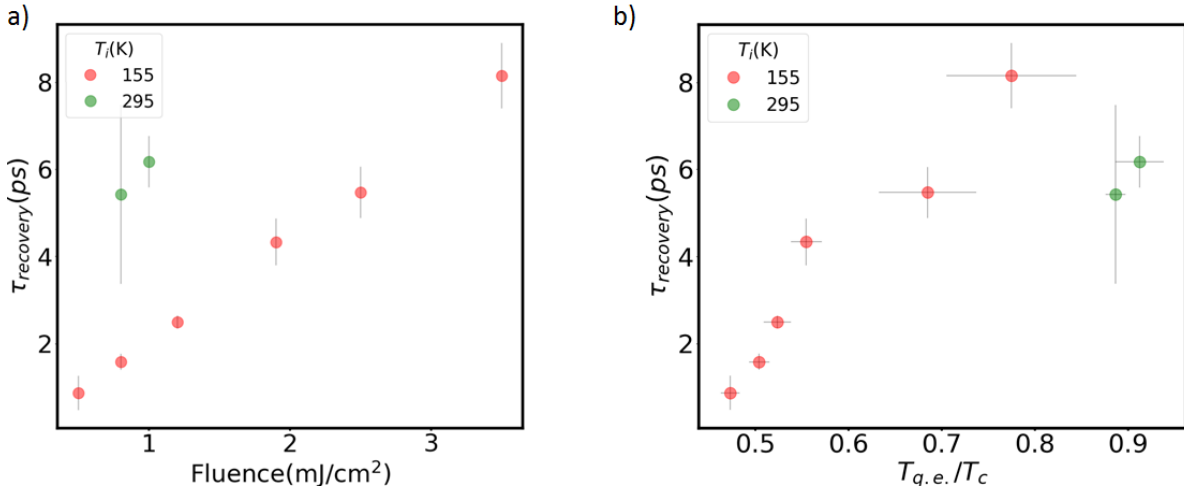 a)
T_i(K)
155
295
8
6
4
2
τ_recovery(ps)
1
2
3
Fluence(mJ/cm²)
b)
T_i(K)
155
295
8
6
4
2
τ_recovery(ps)
0.5
0.6
0.7
0.8
0.9
T_q.e./T_c